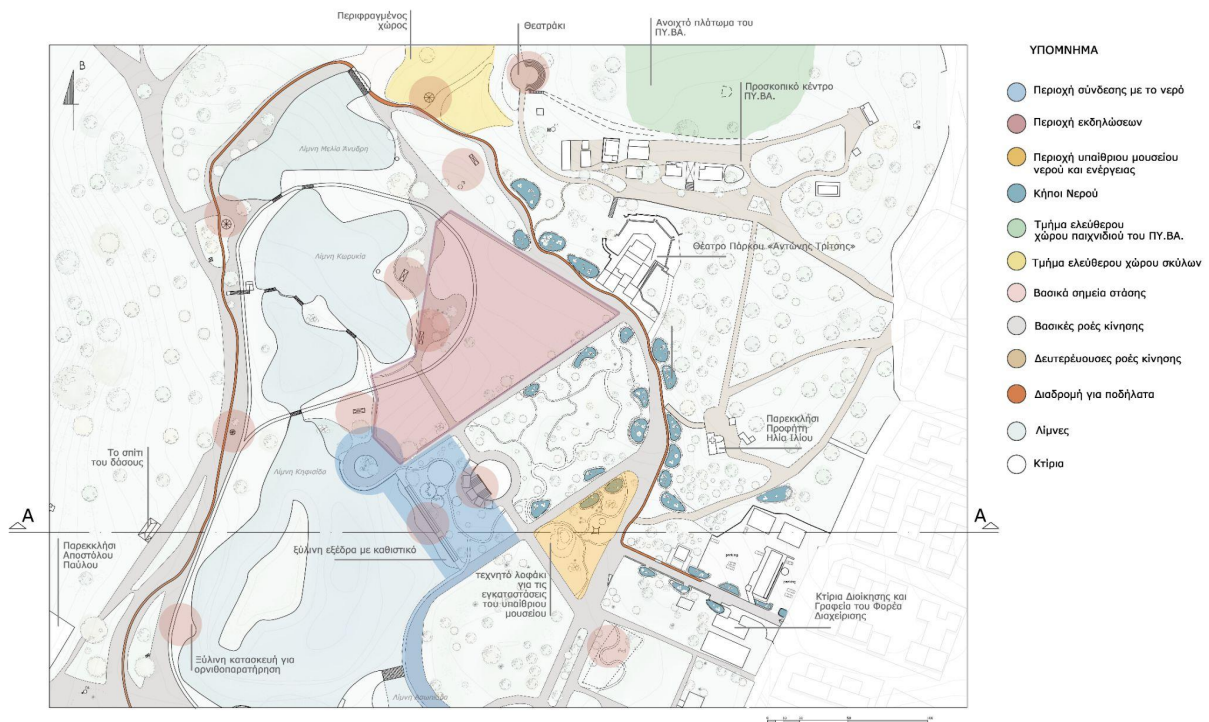 Περιφραγμένος
χώρος
Θεατράκι
Ανοιχτό πλάτωμα του
ΠΥ.ΒΑ.
Β
Προσκοπικό κέντρο
ΠΥ.ΒΑ.
Λίμνη Μελία Άνυδρη
Λίμνη Κωρυκία
Θέατρο Πάρκου «Αντώνης Τρίτσης»
Παρεκκλήσι
Προφήτη
Ηλία Ιλίου
Το σπίτι
του δάσους
Λίμνη Κηφισίδα
A
A
Παρεκκλήσι
Αποστόλου
Παύλου
ξύλινη εξέδρα με καθιστικό
τεχνητό λοφάκι
για τις
εγκαταστάσεις
του υπαίθριου
μουσείου
Κτίρια Διοίκησης και
Γραφεία του Φορέα
Διαχείρισης
Ξύλινη κατασκευή για
ορνιθοπαρατήρηση
ΥΠΟΜΝΗΜΑ
Περιοχή σύνδεσης με το νερό
Περιοχή εκδηλώσεων
Περιοχή υπαίθριου μουσείου
νερού και ενέργειας
Κήποι Νερού
Τμήμα ελεύθερου
χώρου παιχνιδιού του ΠΥ.ΒΑ.
Τμήμα ελεύθερου χώρου σκύλων
Βασικά σημεία στάσης
Βασικές ροές κίνησης
Δευτερέυουσες ροές κίνησης
Διαδρομή για ποδήλατα
Λίμνες
Κτίρια